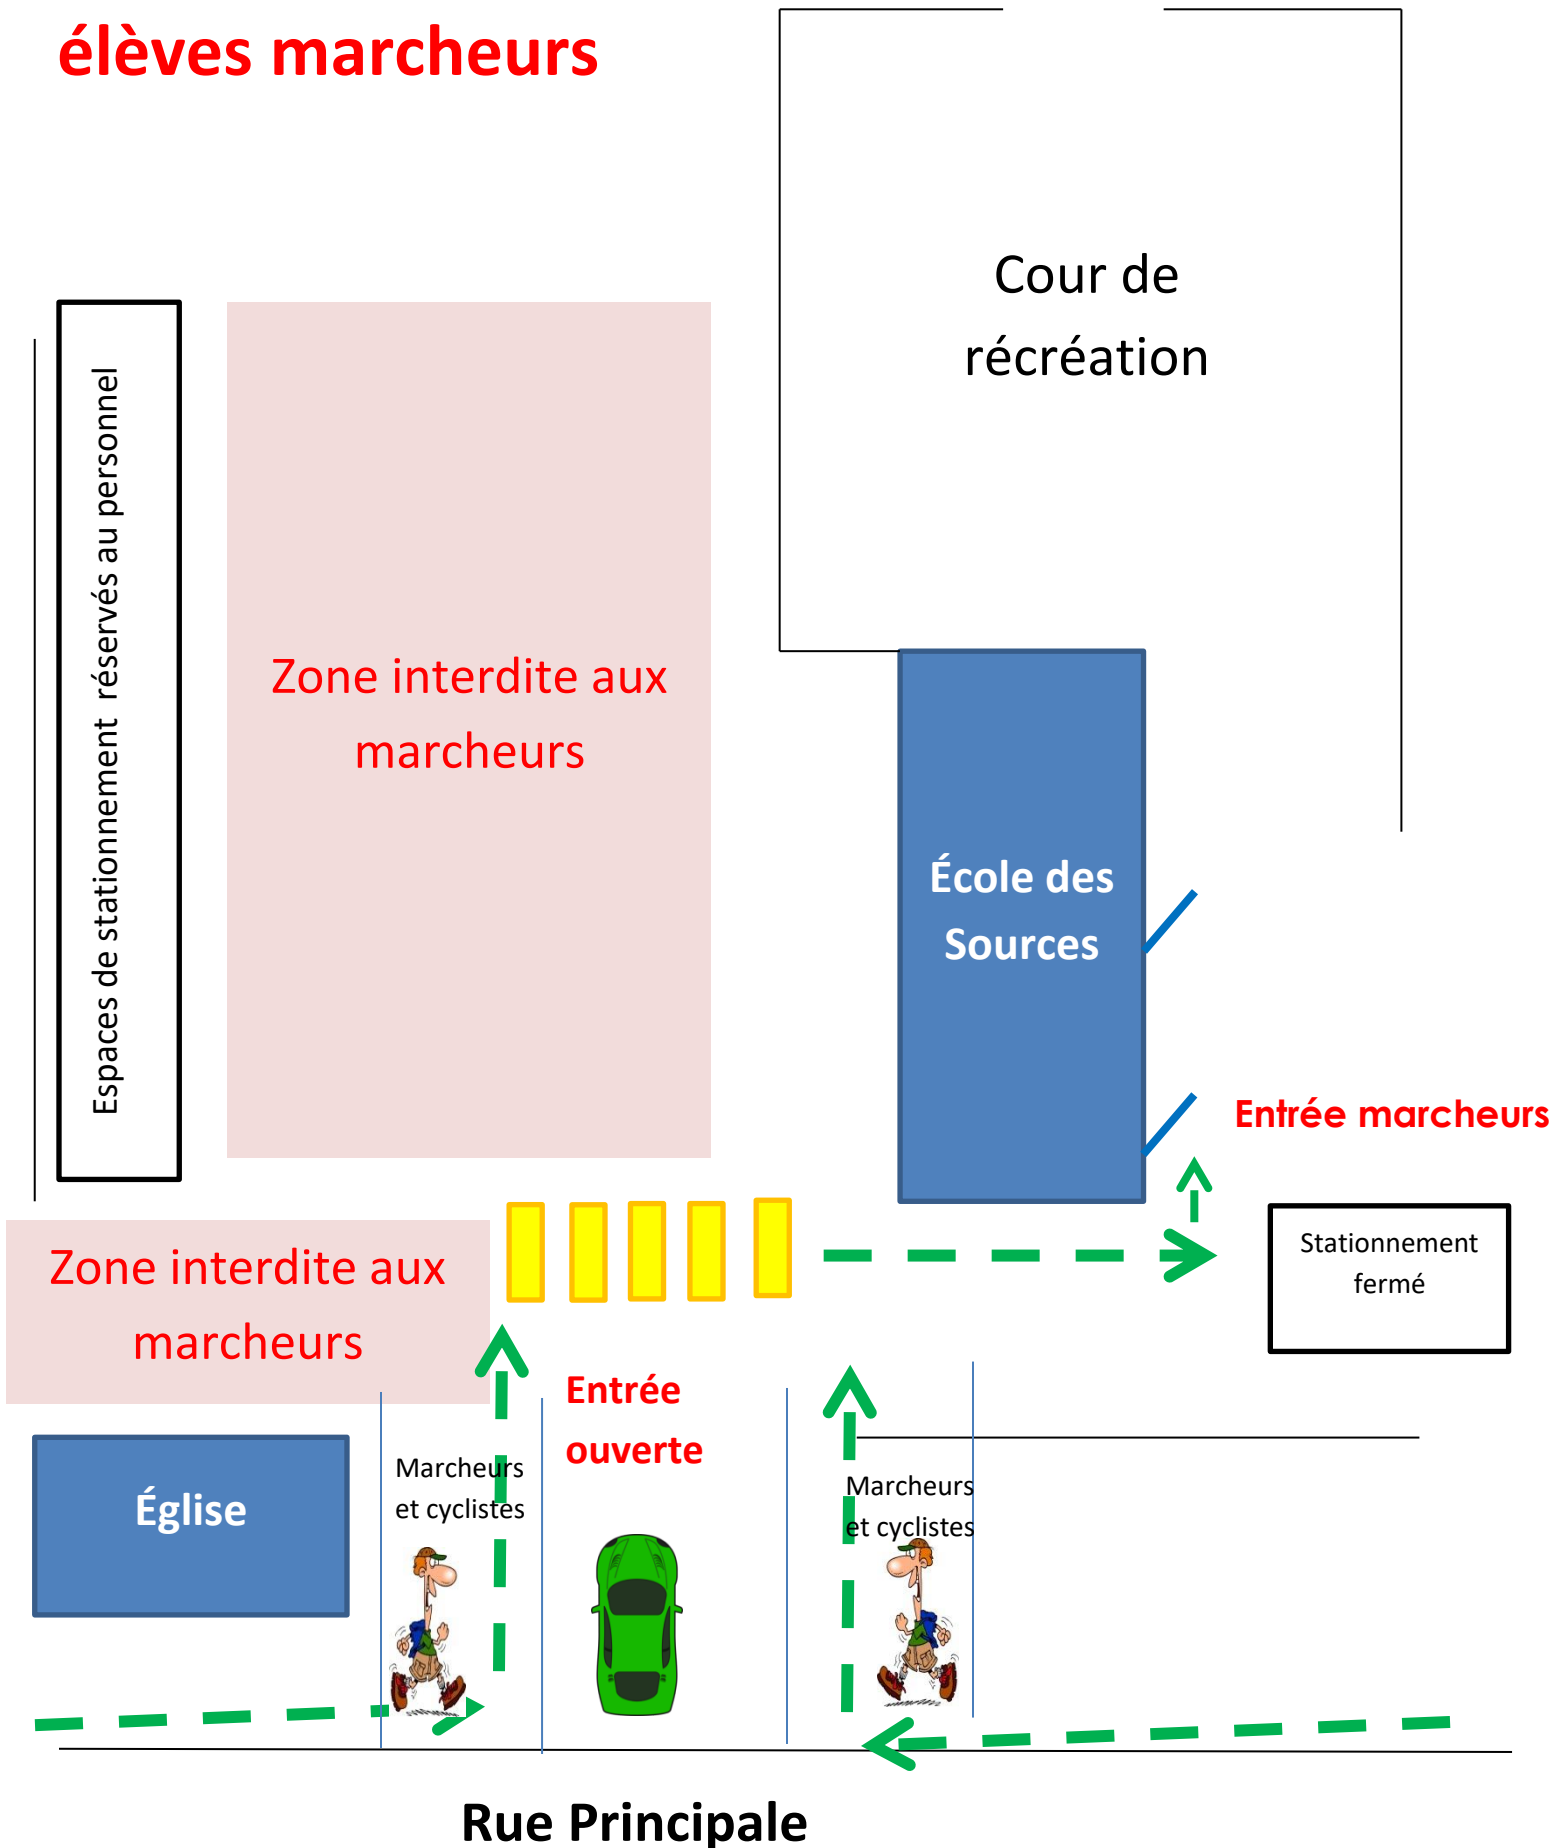 élèves marcheurs
Cour de
récréation
Espaces de stationnement  réservés au personnel
Zone interdite aux
marcheurs
École des
Sources
Entrée marcheurs
Zone interdite aux
marcheurs
Stationnement
fermé
Entrée
ouverte
Marcheurs
et cyclistes
Marcheurs
et cyclistes
Église
Rue Principale